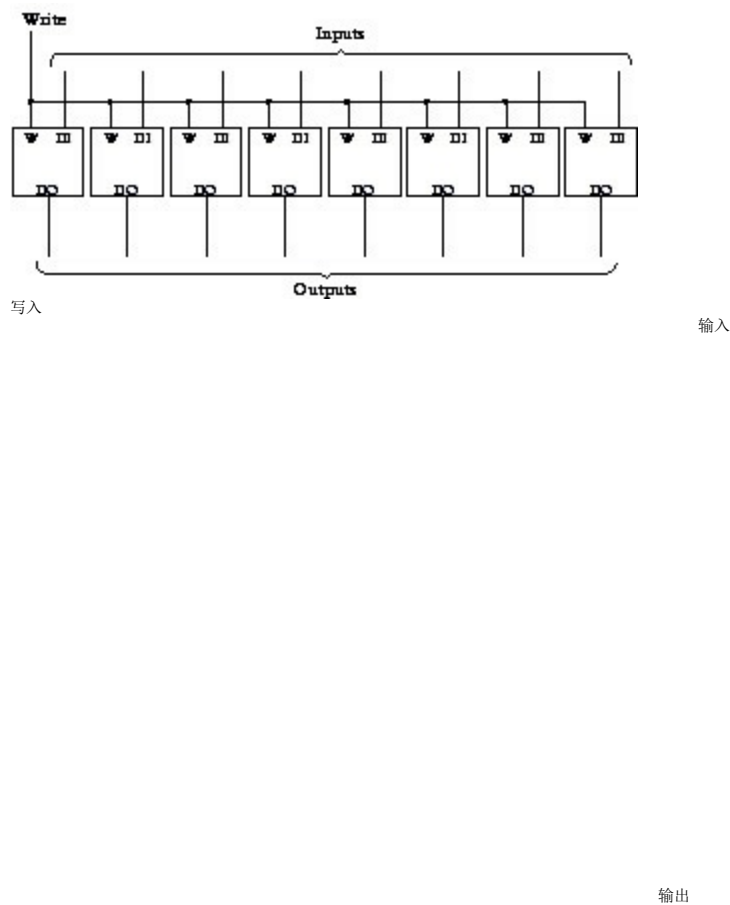 Write
Inputs
W DI W DI W DI W DI W DI W DI W DI W DI
DO DO DO DO DO DO DO DO
Outputs
写入
输入
输出